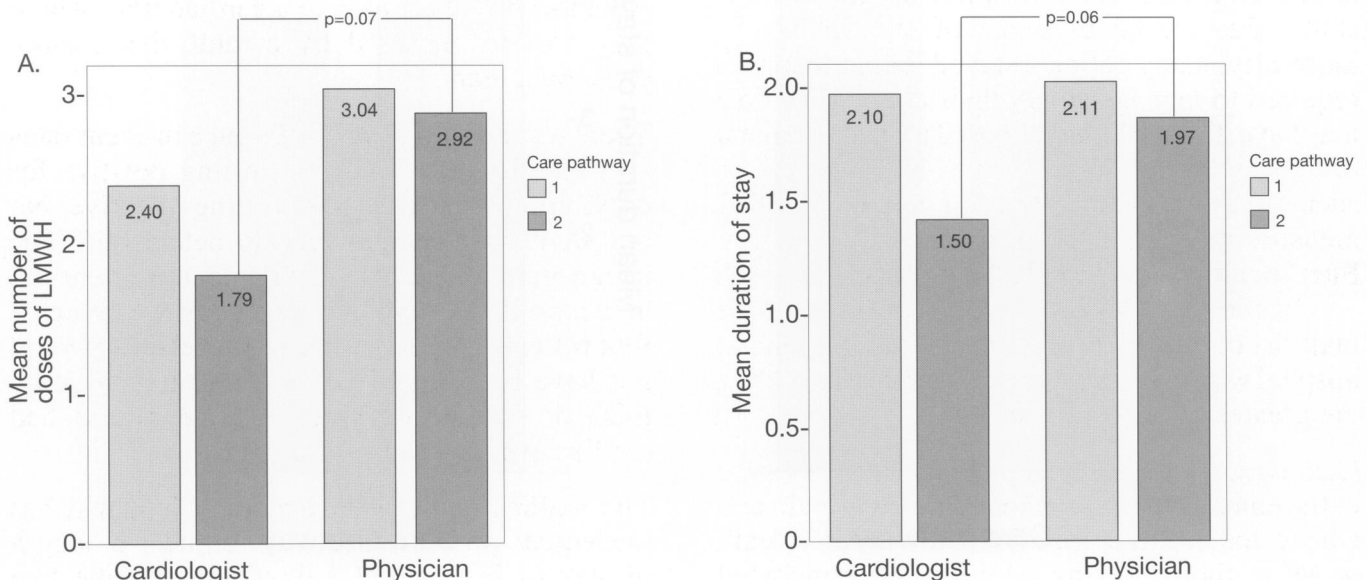 A.
p=0.07
Mean number of
doses of LMWH
3
2
1
0
2.40
1.79
3.04
2.92
Cardiologist
Physician
Care pathway
1
2
B.
p=0.06
Mean duration of stay
2.0
1.5
1.0
0.5
0
2.10
1.50
2.11
1.97
Cardiologist
Physician
Care pathway
1
2